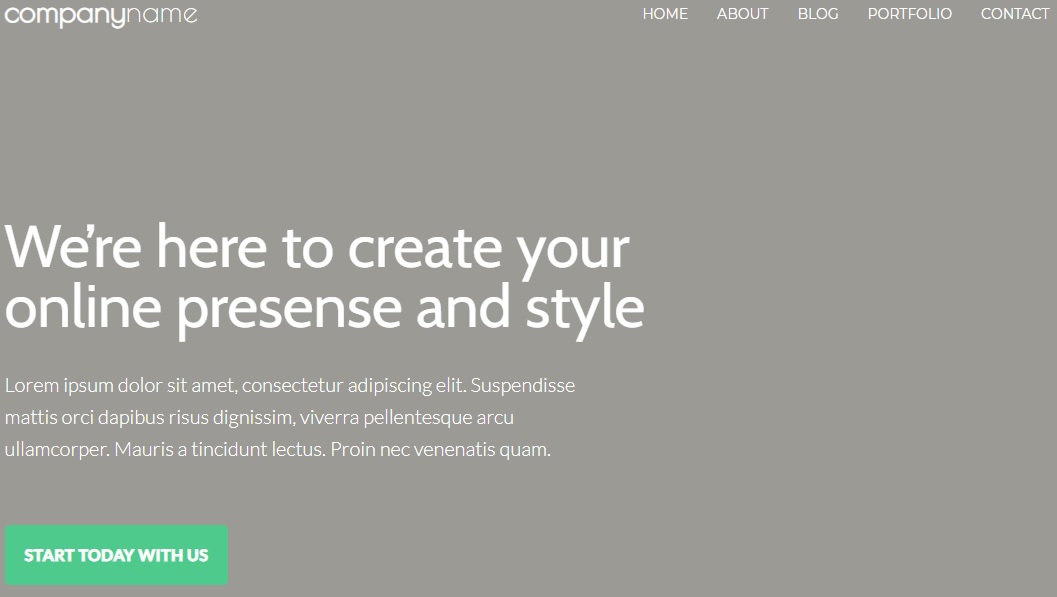 companyname
HOME ABOUT BLOG PORTFOLIO CONTACT
We’re here to create your
online presense and style
Lorem ipsum dolor sit amet, consectetur adipiscing elit. Suspendisse
mattis orci dapibus risus dignissim, viverra pellentesque arcu
ullamcorper. Mauris a tincidunt lectus. Proin nec venenatis quam.
START TODAY WITH US